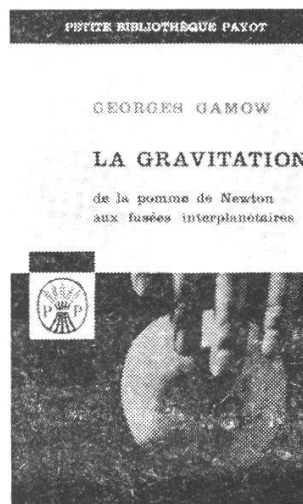 PETITE BIBLIOTHÈQUE PAYOT
GEORGES GAMOW
LA GRAVITATION
de la pomme de Newton
aux fusées interplanétaires
P P